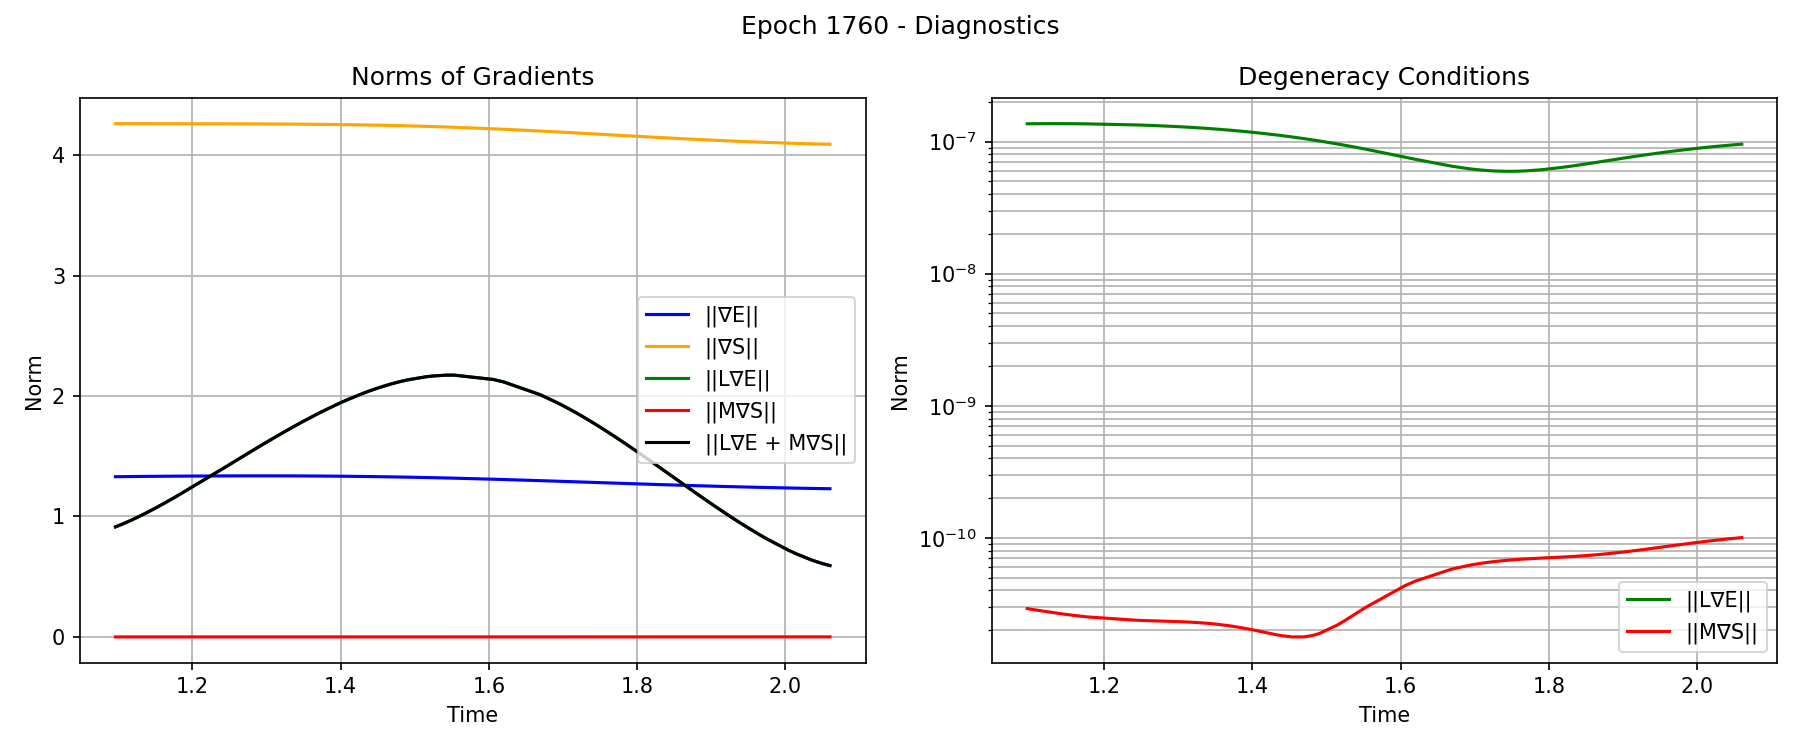 Epoch 1760 - Diagnostics
Norms of Gradients
Norm
4
3
2
1
0
||∇E||
||∇S||
||L∇E||
||M∇S||
||L∇E + M∇S||
1.2 1.4 1.6 1.8 2.0
Time
Degeneracy Conditions
Norm
10⁻⁷
10⁻⁸
10⁻⁹
10⁻¹⁰
||L∇E||
||M∇S||
1.2 1.4 1.6 1.8 2.0
Time